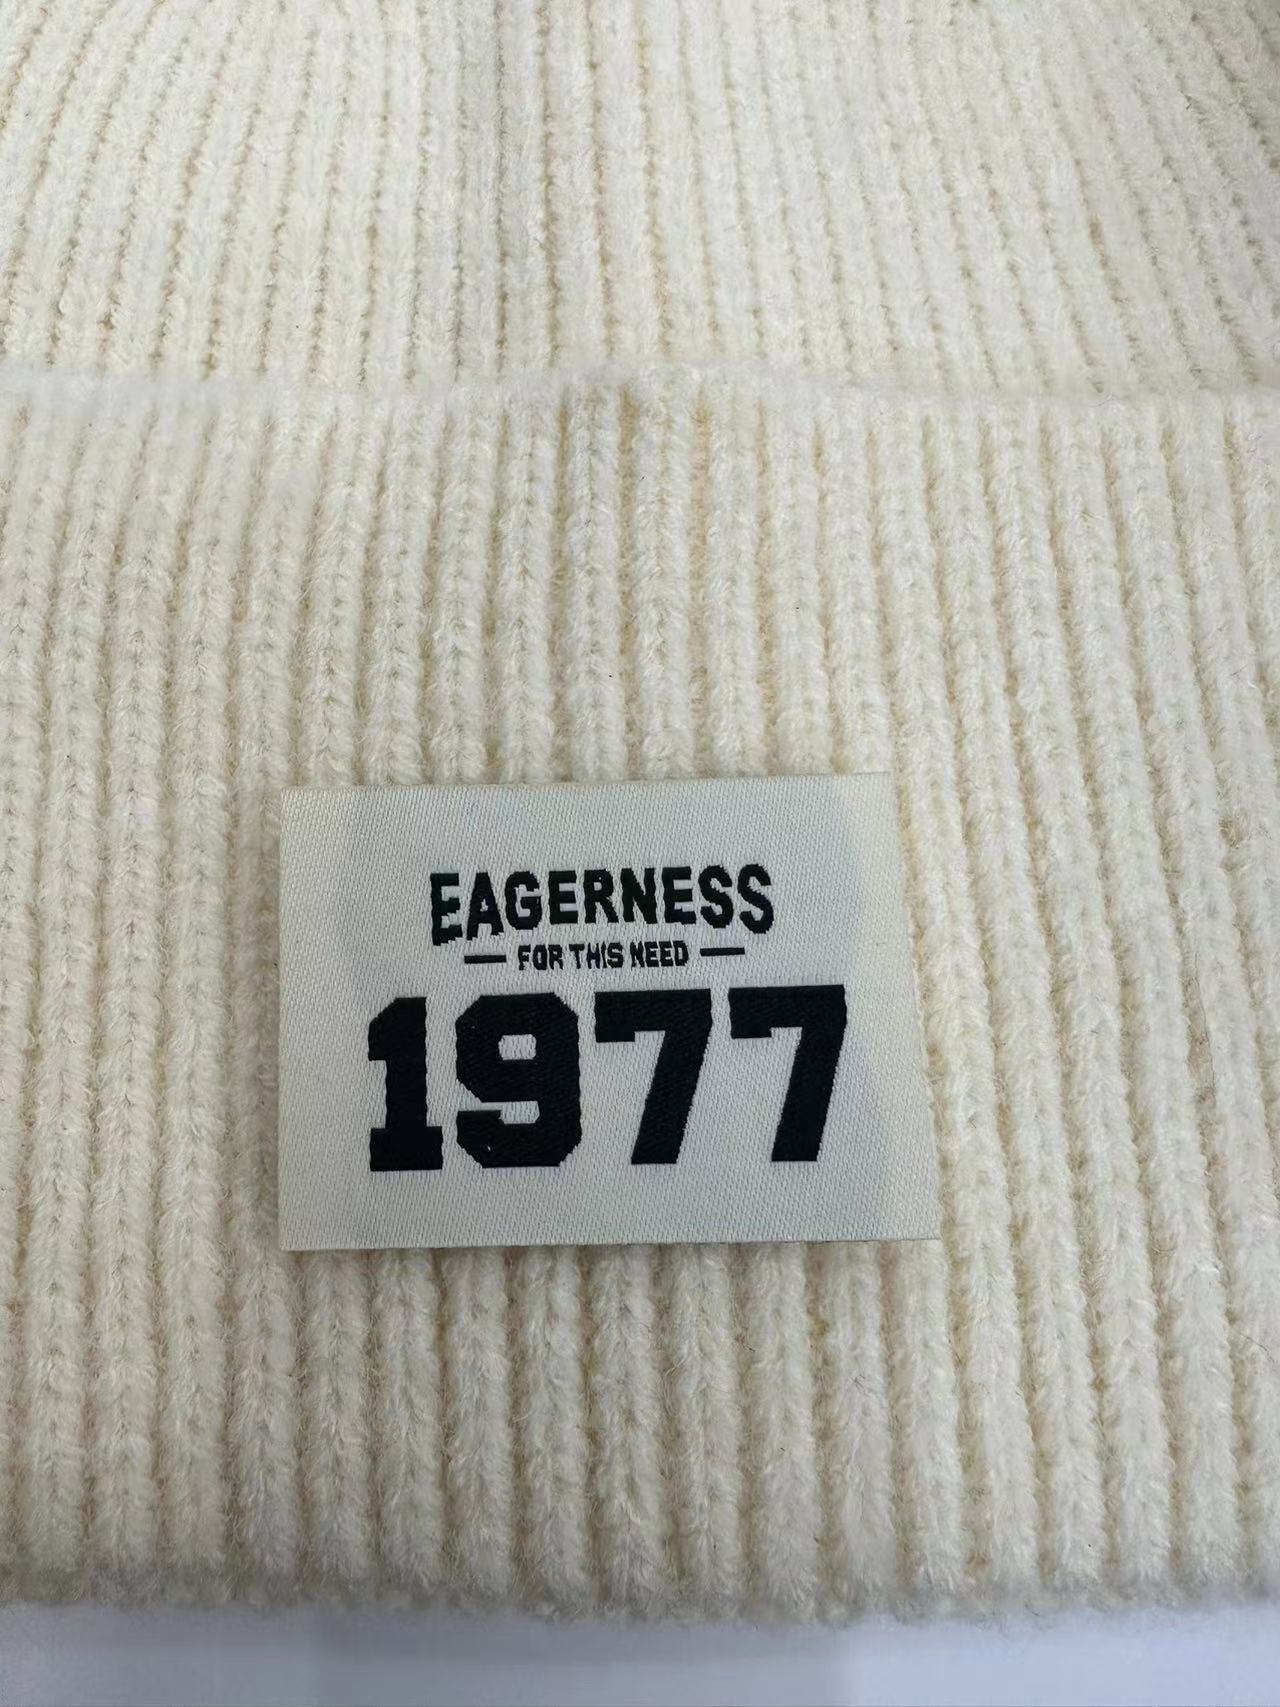 EAGERNESS
— FOR THIS NEED —
1977